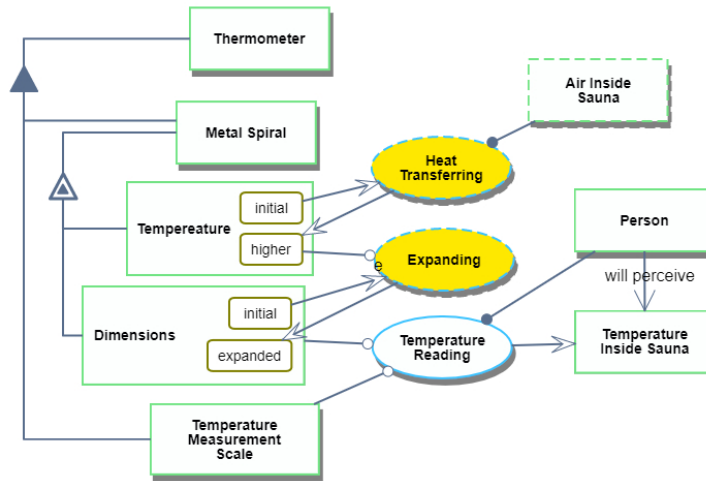 Thermometer
Air Inside
Sauna
Metal Spiral
Heat
Transferring
Tempereature
initial
higher
Person
Expanding
e
will perceive
Dimensions
initial
expanded
Temperature
Reading
Temperature
Inside Sauna
Temperature
Measurement
Scale